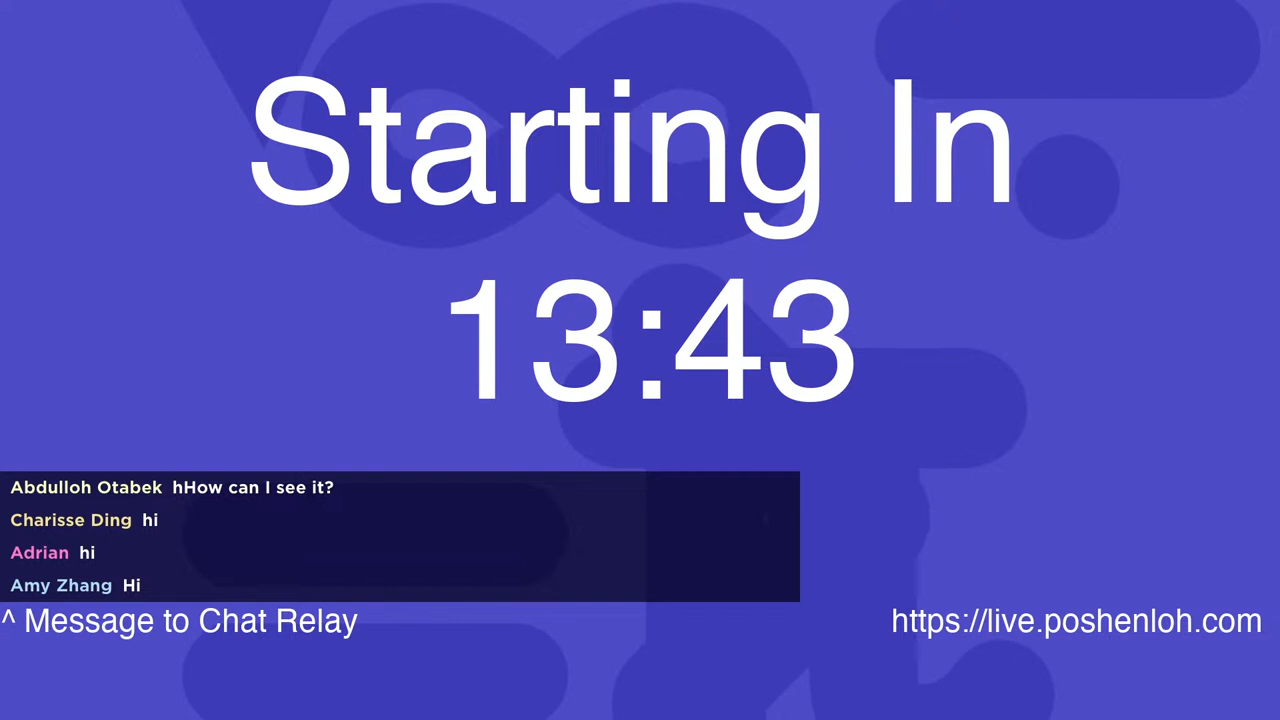 Starting In
13:43
Abdulloh Otabek hHow can I see it?
Charisse Ding hi
Adrian hi
Amy Zhang Hi
^ Message to Chat Relay
https://live.poshenloh.com